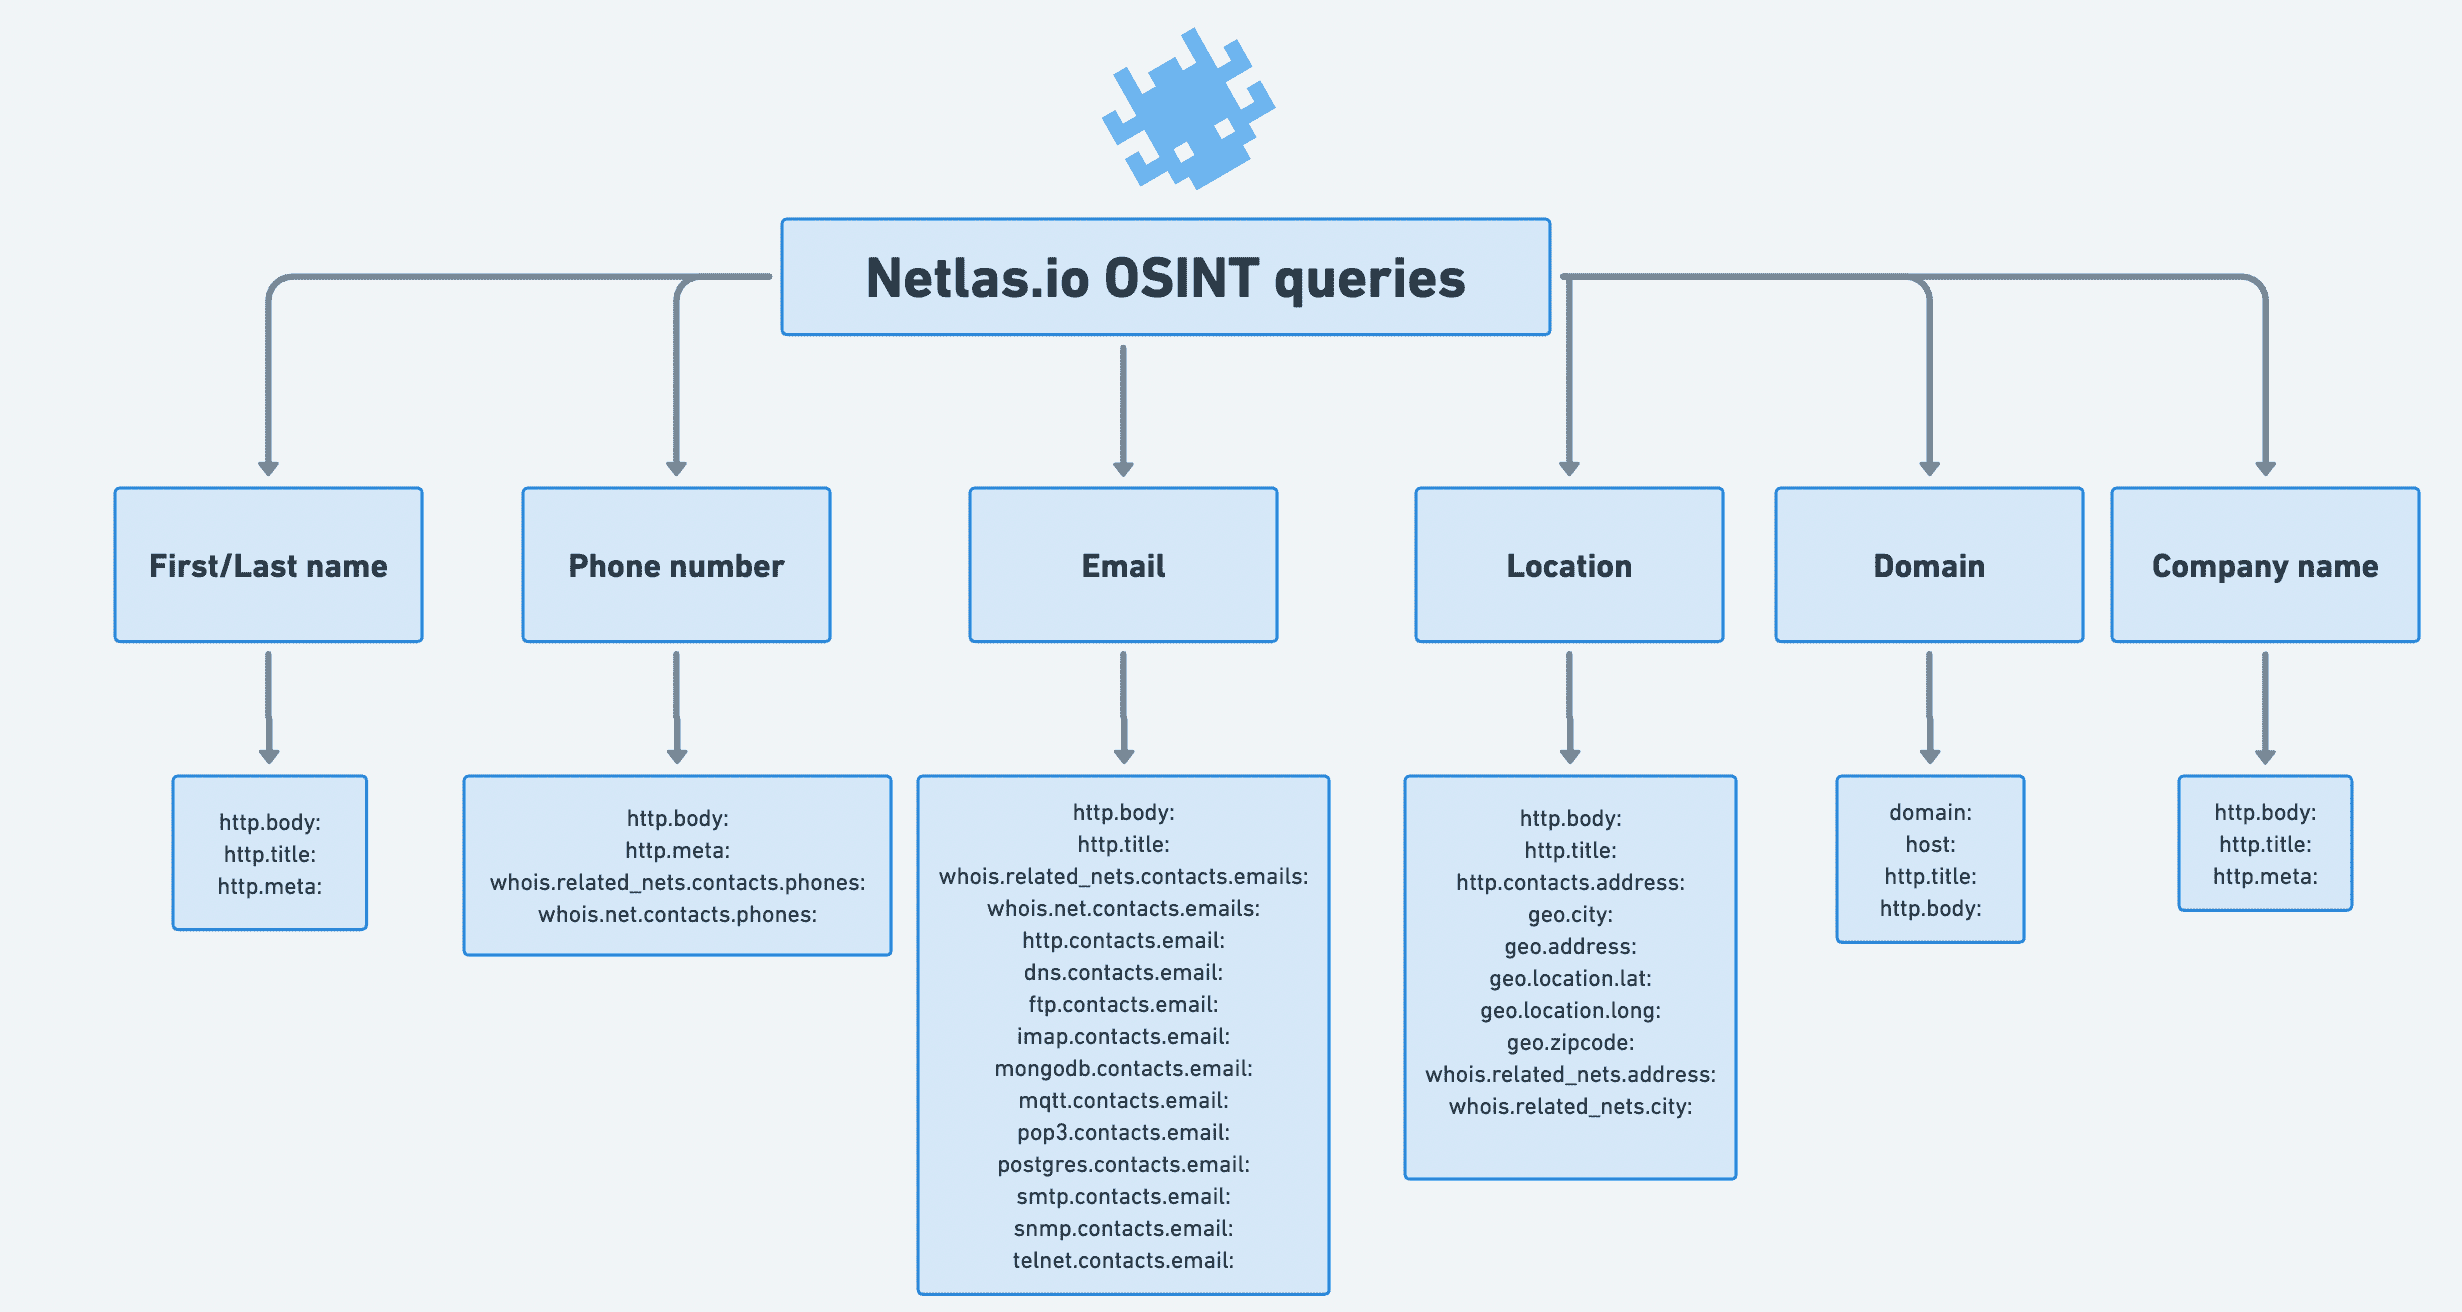 Netlas.io OSINT queries
First/Last name
Phone number
Email
Location
Domain
Company name
http.body:
http.title:
http.meta:
http.body:
http.meta:
whois.related_nets.contacts.phones:
whois.net.contacts.phones:
http.body:
http.title:
whois.related_nets.contacts.emails:
whois.net.contacts.emails:
http.contacts.email:
dns.contacts.email:
ftp.contacts.email:
imap.contacts.email:
mongodb.contacts.email:
mqtt.contacts.email:
pop3.contacts.email:
postgres.contacts.email:
smtp.contacts.email:
snmp.contacts.email:
telnet.contacts.email:
http.body:
http.title:
http.contacts.address:
geo.city:
geo.address:
geo.location.lat:
geo.location.long:
geo.zipcode:
whois.related_nets.address:
whois.related_nets.city:
domain:
host:
http.title:
http.body:
http.body:
http.title:
http.meta: